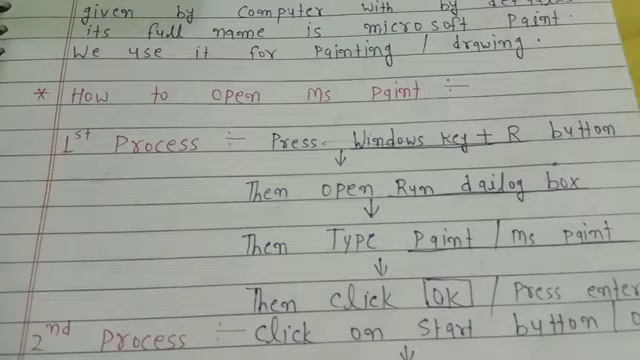 given by computer with by
its full name is microsoft paint.
We use it for painting / drawing.
* How to open ms paint ÷
1st Process ÷ Press. Windows key + R button
↓
Then open Run dailog box
↓
Then Type Paint / ms paint
↓
Then click OK / Press enter
2nd Process ÷ click on start button /
↓